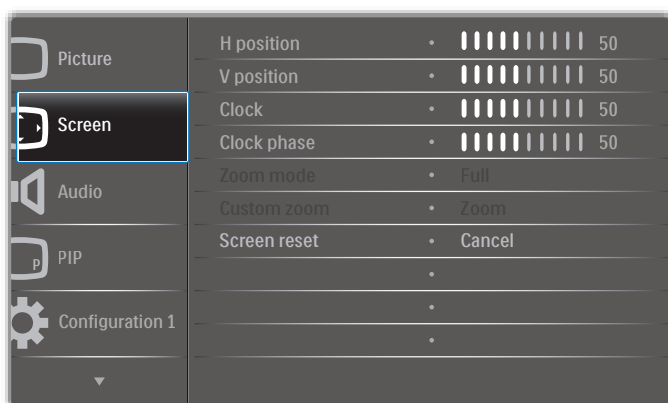 Picture
Screen
Audio
P
PIP
Configuration 1
H position • 50
V position • 50
Clock • 50
Clock phase • 50
Zoom mode • Full
Custom zoom • Zoom
Screen reset • Cancel
•
•
•